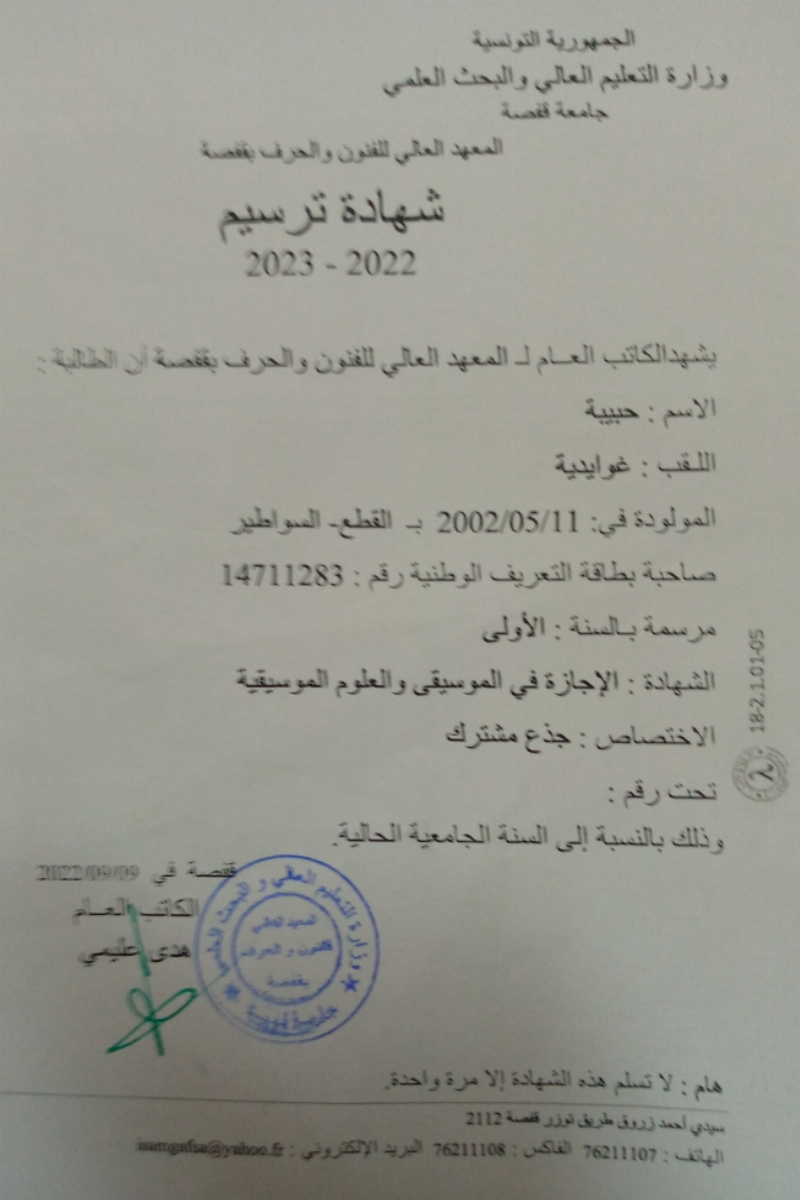 الجمهورية التونسية
وزارة التعليم العالي والبحث العلمي
جامعة قفصة
المعهد العالي للفنون والحرف بقفصة
شهادة ترسيم
2022 - 2023
يشهدالكاتب العـــام لـ المعهد العالي للفنون والحرف بقفصة أن الطالبة :
الاسم : حبيبة
اللـقب : غوايدية
المولودة في: 2002/05/11 بـ القطع- السواطير
صاحبة بطاقة التعريف الوطنية رقم : 14711283
مرسمة بـالسنة : الأولى
الشهادة : الإجازة في الموسيقى والعلوم الموسيقية
الاختصاص : جذع مشترك
تحت رقم :
وذلك بالنسبة إلى السنة الجامعية الحالية.
18-2.1.01-05
قفصة في 2022/09/09
الكاتب العـــام
هدى عليمي
وزارة التعليم العالي و البحث العلمي
المعهد العالي
للفنون و الحرف
بقفصة
جامعة قفصة
هام : لا تسلم هذه الشهادة إلا مرة واحدة.
سيدي أحمد زروق طريق توزر قفصة 2112
الهاتف : 76211107 الفاكس : 76211108 البريد الإلكتروني : isamgafsa@yahoo.fr